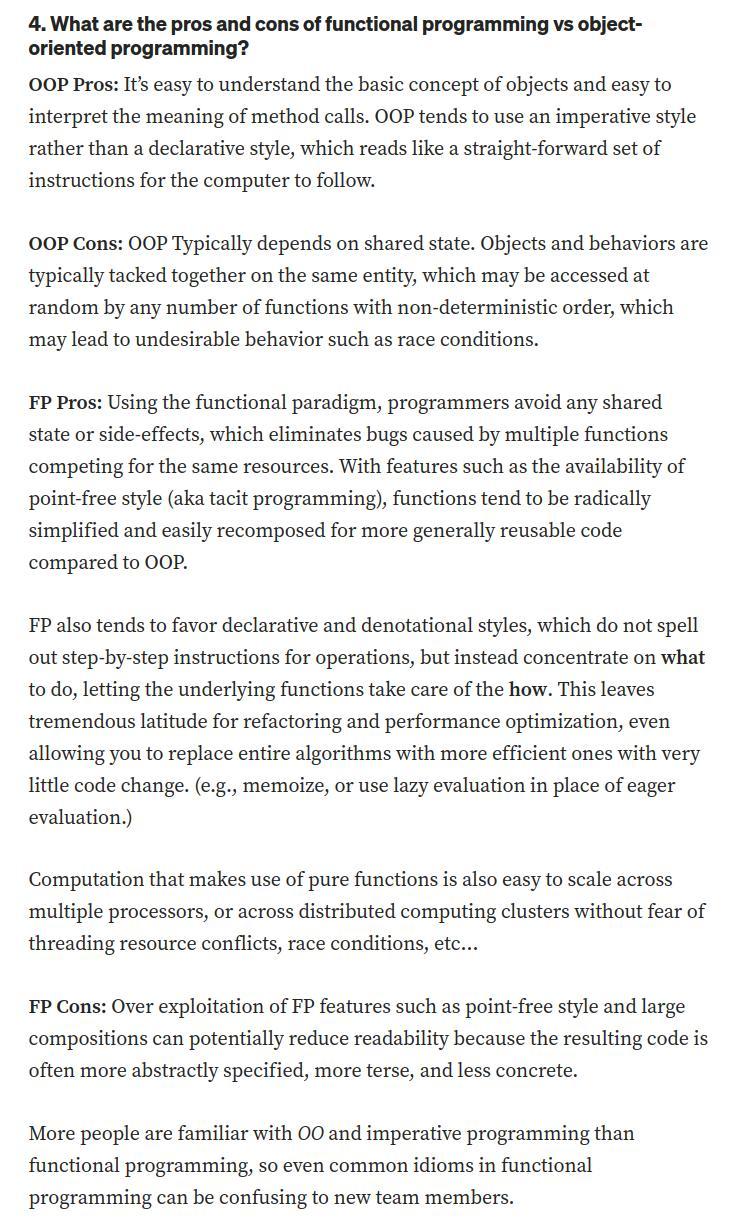 4. What are the pros and cons of functional programming vs object-
oriented programming?
OOP Pros: It’s easy to understand the basic concept of objects and easy to
interpret the meaning of method calls. OOP tends to use an imperative style
rather than a declarative style, which reads like a straight-forward set of
instructions for the computer to follow.
OOP Cons: OOP Typically depends on shared state. Objects and behaviors are
typically tacked together on the same entity, which may be accessed at
random by any number of functions with non-deterministic order, which
may lead to undesirable behavior such as race conditions.
FP Pros: Using the functional paradigm, programmers avoid any shared
state or side-effects, which eliminates bugs caused by multiple functions
competing for the same resources. With features such as the availability of
point-free style (aka tacit programming), functions tend to be radically
simplified and easily recomposed for more generally reusable code
compared to OOP.
FP also tends to favor declarative and denotational styles, which do not spell
out step-by-step instructions for operations, but instead concentrate on what
to do, letting the underlying functions take care of the how. This leaves
tremendous latitude for refactoring and performance optimization, even
allowing you to replace entire algorithms with more efficient ones with very
little code change. (e.g., memoize, or use lazy evaluation in place of eager
evaluation.)
Computation that makes use of pure functions is also easy to scale across
multiple processors, or across distributed computing clusters without fear of
threading resource conflicts, race conditions, etc…
FP Cons: Over exploitation of FP features such as point-free style and large
compositions can potentially reduce readability because the resulting code is
often more abstractly specified, more terse, and less concrete.
More people are familiar with OO and imperative programming than
functional programming, so even common idioms in functional
programming can be confusing to new team members.